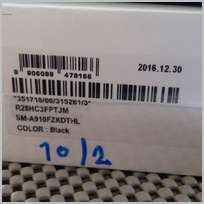 8 806088 478166
2016.12.30
"351710/00/315261/3"
R28HC3FPTJM
SM-A910FZKDTHL
COLOR : Black
10/2